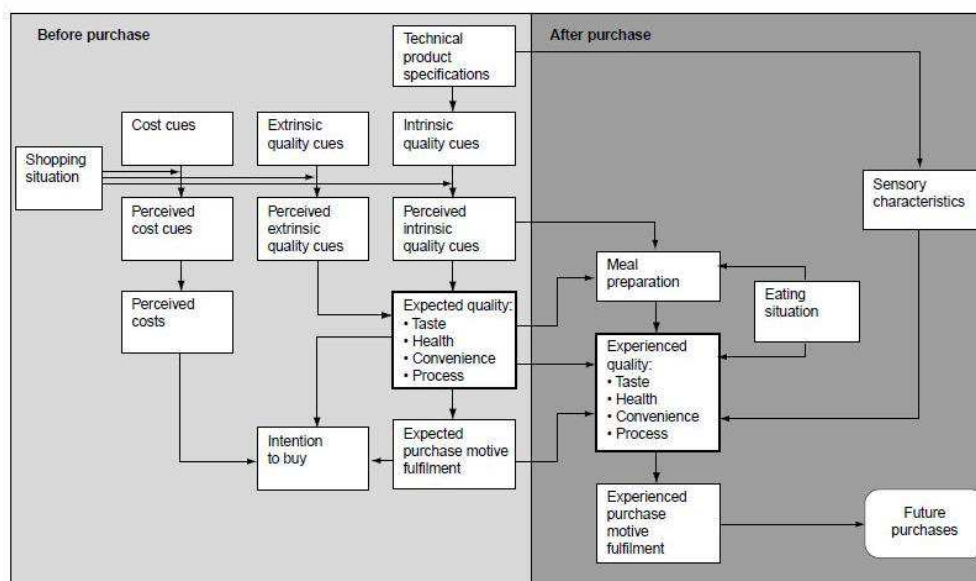 Before purchase
After purchase
Technical
product
specifications
Cost cues
Extrinsic
quality cues
Intrinsic
quality cues
Shopping
situation
Sensory
characteristics
Perceived
cost cues
Perceived
extrinsic
quality cues
Perceived
intrinsic
quality cues
Meal
preparation
Eating
situation
Perceived
costs
Expected quality:
• Taste
• Health
• Convenience
• Process
Experienced
quality:
• Taste
• Health
• Convenience
• Process
Intention
to buy
Expected
purchase motive
fulfilment
Experienced
purchase
motive
fulfilment
Future
purchases